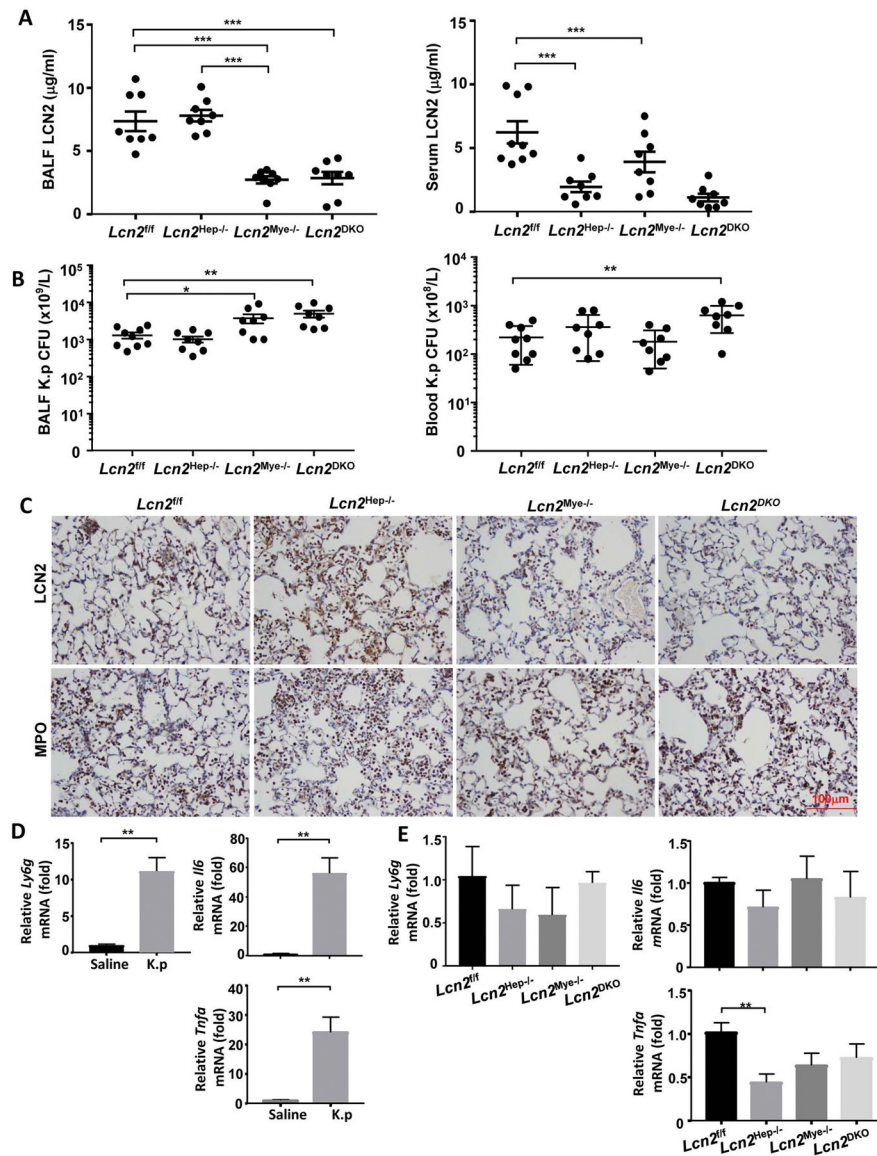 A
BALF LCN2 (μg/ml)
15
10
5
0
***
***
***
Lcn2f/f
Lcn2Hep-/-
Lcn2Mye-/-
Lcn2DKO
Serum LCN2 (μg/ml)
15
10
5
0
***
***
Lcn2f/f
Lcn2Hep-/-
Lcn2Mye-/-
Lcn2DKO
B
BALF K.p CFU (x10⁹/L)
10⁵
10⁴
10³
10²
10¹
0
**
*
Lcn2f/f
Lcn2Hep-/-
Lcn2Mye-/-
Lcn2DKO
Blood K.p CFU (x10⁸/L)
10⁴
10³
10²
10¹
0
**
Lcn2f/f
Lcn2Hep-/-
Lcn2Mye-/-
Lcn2DKO
C
Lcn2f/f
Lcn2Hep-/-
Lcn2Mye-/-
Lcn2DKO
LCN2
MPO
100μm
D
Relative Ly6g
mRNA (fold)
15
10
5
0
**
Saline
K.p
Relative Il6
mRNA (fold)
80
60
40
20
0
**
Relative Tnfa
mRNA (fold)
40
30
20
10
0
**
Saline
K.p
E
Relative Ly6g
mRNA (fold)
1.5
1.0
0.5
0.0
Lcn2f/f
Lcn2Hep-/-
Lcn2Mye-/-
Lcn2DKO
Relative Il6
mRNA (fold)
1.5
1.0
0.5
0.0
Relative Tnfa
mRNA (fold)
1.5
1.0
0.5
0.0
**
Lcn2f/f
Lcn2Hep-/-
Lcn2Mye-/-
Lcn2DKO